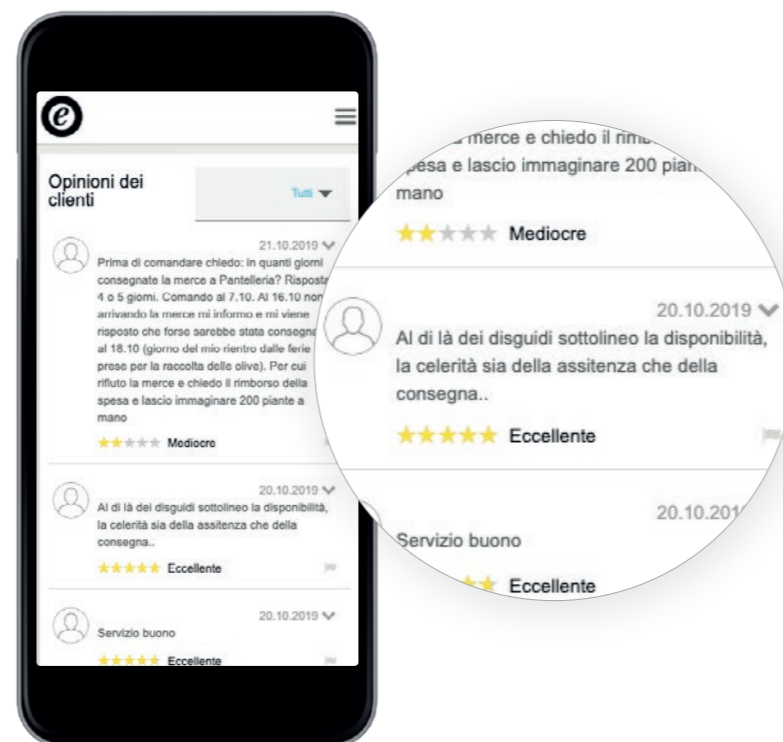 e
Opinioni dei
clienti
Tutti
21.10.2019
Prima di comandare chiedo: in quanti giorni
consegnate la merce a Pantelleria? Risposta
4 o 5 giorni. Comando al 7.10. Al 16.10 non
arrivando la merce mi informo e mi viene
risposto che forse sarebbe stata consegna
al 18.10 (giorno del mio rientro dalle ferie
prese per la raccolta delle olive). Per cui
rifiuto la merce e chiedo il rimborso della
spesa e lascio immaginare 200 piante a
mano
Mediocre
20.10.2019
Al di là dei disguidi sottolineo la disponibilità,
la celerità sia della assitenza che della
consegna..
Eccellente
20.10.2019
Servizio buono
Eccellente
merce e chiedo il
spesa e lascio immaginare 200
mano
Mediocre
20.10.2019
Al di là dei disguidi sottolineo la disponibilità,
la celerità sia della assitenza che della
consegna..
Eccellente
20.10.201
Servizio buono
Eccellente